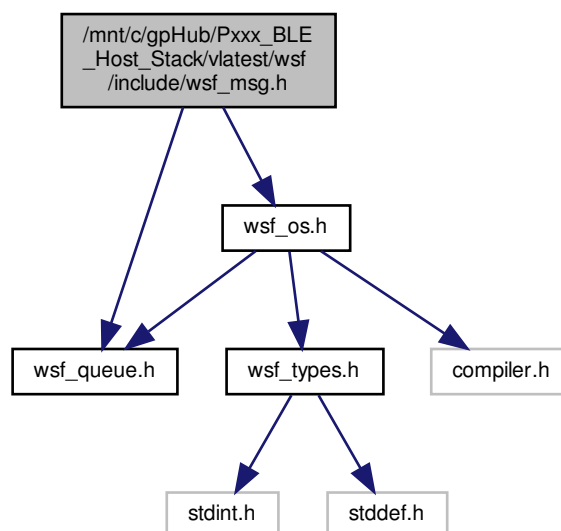 /mnt/c/gpHub/Pxxx_BLE
_Host_Stack/vlatest/wsf
/include/wsf_msg.h
wsf_os.h
wsf_queue.h
wsf_types.h
compiler.h
stdint.h
stddef.h